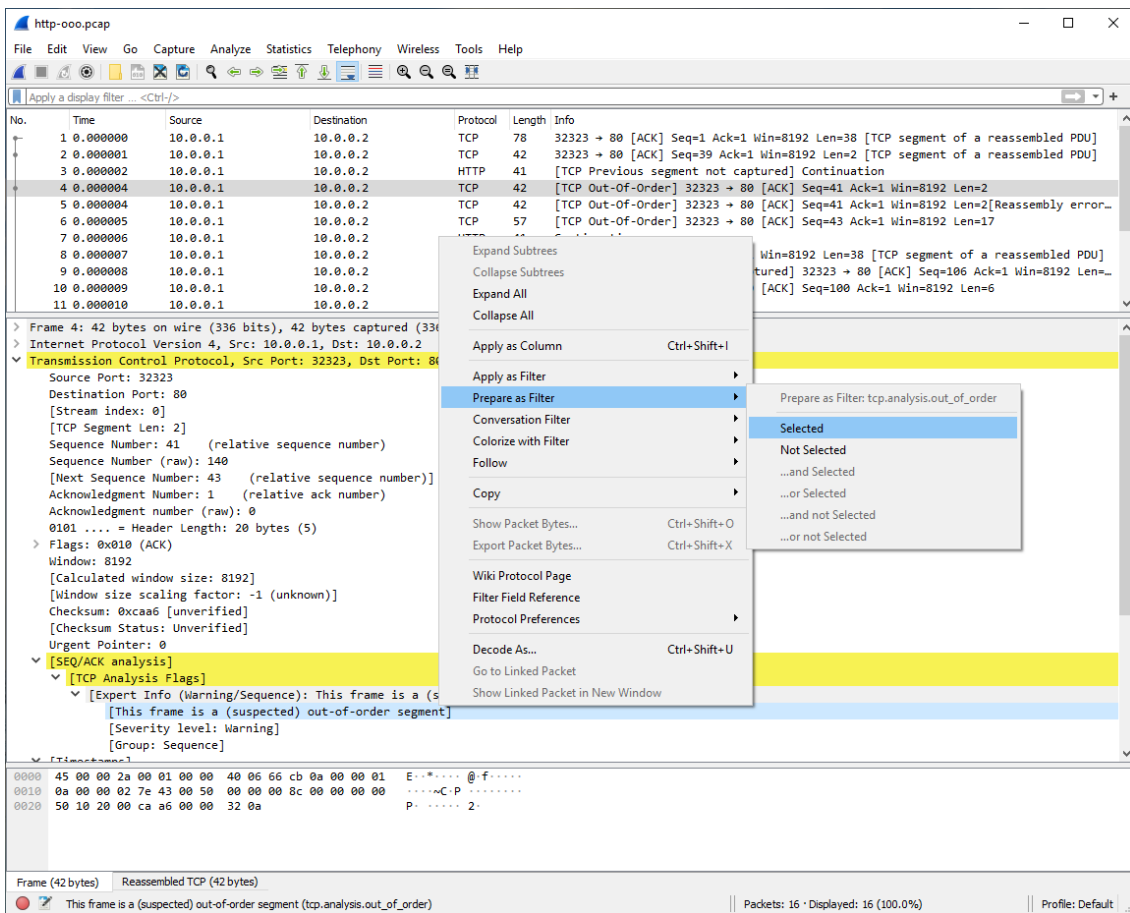 http-ooo.pcap
File Edit View Go Capture Analyze Statistics Telephony Wireless Tools Help
Apply a display filter ... <Ctrl-/>
No. Time Source Destination Protocol Length Info
1 0.000000 10.0.0.1 10.0.0.2 TCP 78 32323 → 80 [ACK] Seq=1 Ack=1 Win=8192 Len=38 [TCP segment of a reassembled PDU]
2 0.000001 10.0.0.1 10.0.0.2 TCP 42 32323 → 80 [ACK] Seq=39 Ack=1 Win=8192 Len=2 [TCP segment of a reassembled PDU]
3 0.000002 10.0.0.1 10.0.0.2 HTTP 41 [TCP Previous segment not captured] Continuation
4 0.000004 10.0.0.1 10.0.0.2 TCP 42 [TCP Out-Of-Order] 32323 → 80 [ACK] Seq=41 Ack=1 Win=8192 Len=2
5 0.000004 10.0.0.1 10.0.0.2 TCP 42 [TCP Out-Of-Order] 32323 → 80 [ACK] Seq=41 Ack=1 Win=8192 Len=2[Reassembly error…
6 0.000005 10.0.0.1 10.0.0.2 TCP 57 [TCP Out-Of-Order] 32323 → 80 [ACK] Seq=43 Ack=1 Win=8192 Len=17
7 0.000006 10.0.0.1 10.0.0.2
8 0.000007 10.0.0.1 10.0.0.2 Win=8192 Len=38 [TCP segment of a reassembled PDU]
9 0.000008 10.0.0.1 10.0.0.2 tured] 32323 → 80 [ACK] Seq=106 Ack=1 Win=8192 Len=…
10 0.000009 10.0.0.1 10.0.0.2 [ACK] Seq=100 Ack=1 Win=8192 Len=6
11 0.000010 10.0.0.1 10.0.0.2
Frame 4: 42 bytes on wire (336 bits), 42 bytes captured (336
Internet Protocol Version 4, Src: 10.0.0.1, Dst: 10.0.0.2
Transmission Control Protocol, Src Port: 32323, Dst Port: 80
Source Port: 32323
Destination Port: 80
[Stream index: 0]
[TCP Segment Len: 2]
Sequence Number: 41 (relative sequence number)
Sequence Number (raw): 140
[Next Sequence Number: 43 (relative sequence number)]
Acknowledgment Number: 1 (relative ack number)
Acknowledgment number (raw): 0
0101 .... = Header Length: 20 bytes (5)
Flags: 0x010 (ACK)
Window: 8192
[Calculated window size: 8192]
[Window size scaling factor: -1 (unknown)]
Checksum: 0xcaa6 [unverified]
[Checksum Status: Unverified]
Urgent Pointer: 0
[SEQ/ACK analysis]
[TCP Analysis Flags]
[Expert Info (Warning/Sequence): This frame is a (s
[This frame is a (suspected) out-of-order segment]
[Severity level: Warning]
[Group: Sequence]
[Timestamps]
Expand Subtrees
Collapse Subtrees
Expand All
Collapse All
Apply as Column Ctrl+Shift+I
Apply as Filter
Prepare as Filter
Conversation Filter
Colorize with Filter
Follow
Copy
Show Packet Bytes... Ctrl+Shift+O
Export Packet Bytes... Ctrl+Shift+X
Wiki Protocol Page
Filter Field Reference
Protocol Preferences
Decode As... Ctrl+Shift+U
Go to Linked Packet
Show Linked Packet in New Window
Prepare as Filter: tcp.analysis.out_of_order
Selected
Not Selected
...and Selected
...or Selected
...and not Selected
...or not Selected
0000 45 00 00 2a 00 01 00 00 40 06 66 cb 0a 00 00 01 E··*···· @·f·····
0010 0a 00 00 02 7e 43 00 50 00 00 00 8c 00 00 00 00 ····~C·P ········
0020 50 10 20 00 ca a6 00 00 32 0a P· ····· 2·
Frame (42 bytes) Reassembled TCP (42 bytes)
This frame is a (suspected) out-of-order segment (tcp.analysis.out_of_order) Packets: 16 · Displayed: 16 (100.0%) Profile: Default